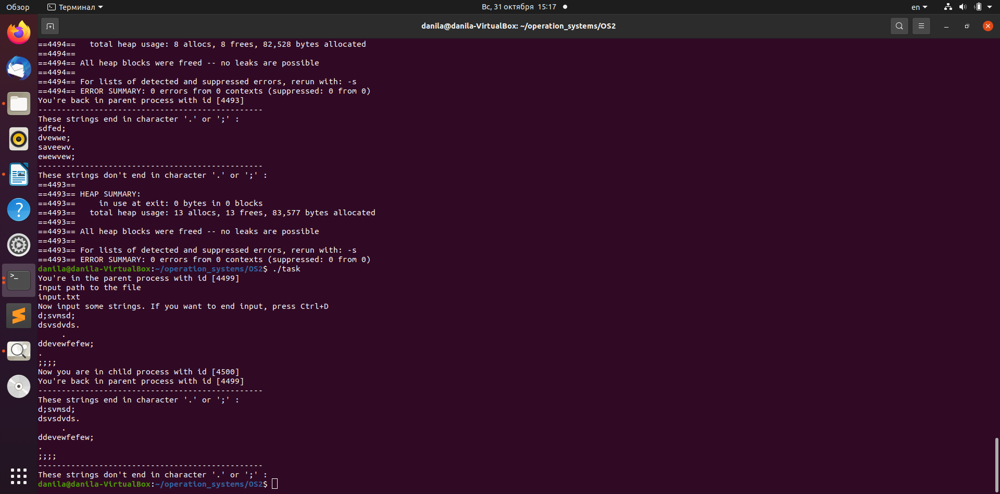 Обзор
Терминал
Вс, 31 октября 15:17
en
danila@danila-VirtualBox: ~/operation_systems/OS2
==4494==   total heap usage: 8 allocs, 8 frees, 82,528 bytes allocated
==4494==
==4494== All heap blocks were freed -- no leaks are possible
==4494==
==4494== For lists of detected and suppressed errors, rerun with: -s
==4494== ERROR SUMMARY: 0 errors from 0 contexts (suppressed: 0 from 0)
You're back in parent process with id [4493]
------------------------------------------------
These strings end in character '.' or ';' :
sdfed;
dvewwe;
saveewv.
ewewvew;
------------------------------------------------
These strings don't end in character '.' or ';' :
==4493==
==4493== HEAP SUMMARY:
==4493==     in use at exit: 0 bytes in 0 blocks
==4493==   total heap usage: 13 allocs, 13 frees, 83,577 bytes allocated
==4493==
==4493== All heap blocks were freed -- no leaks are possible
==4493==
==4493== For lists of detected and suppressed errors, rerun with: -s
==4493== ERROR SUMMARY: 0 errors from 0 contexts (suppressed: 0 from 0)
danila@danila-VirtualBox:~/operation_systems/OS2$ ./task
You're in the parent process with id [4499]
Input path to the file
input.txt
Now input some strings. If you want to end input, press Ctrl+D
d;svmsd;
dsvsdvds.
     .
ddevewfefew;
.
;;;;
Now you are in child process with id [4500]
You're back in parent process with id [4499]
------------------------------------------------
These strings end in character '.' or ';' :
d;svmsd;
dsvsdvds.
     .
ddevewfefew;
.
;;;;
------------------------------------------------
These strings don't end in character '.' or ';' :
danila@danila-VirtualBox:~/operation_systems/OS2$